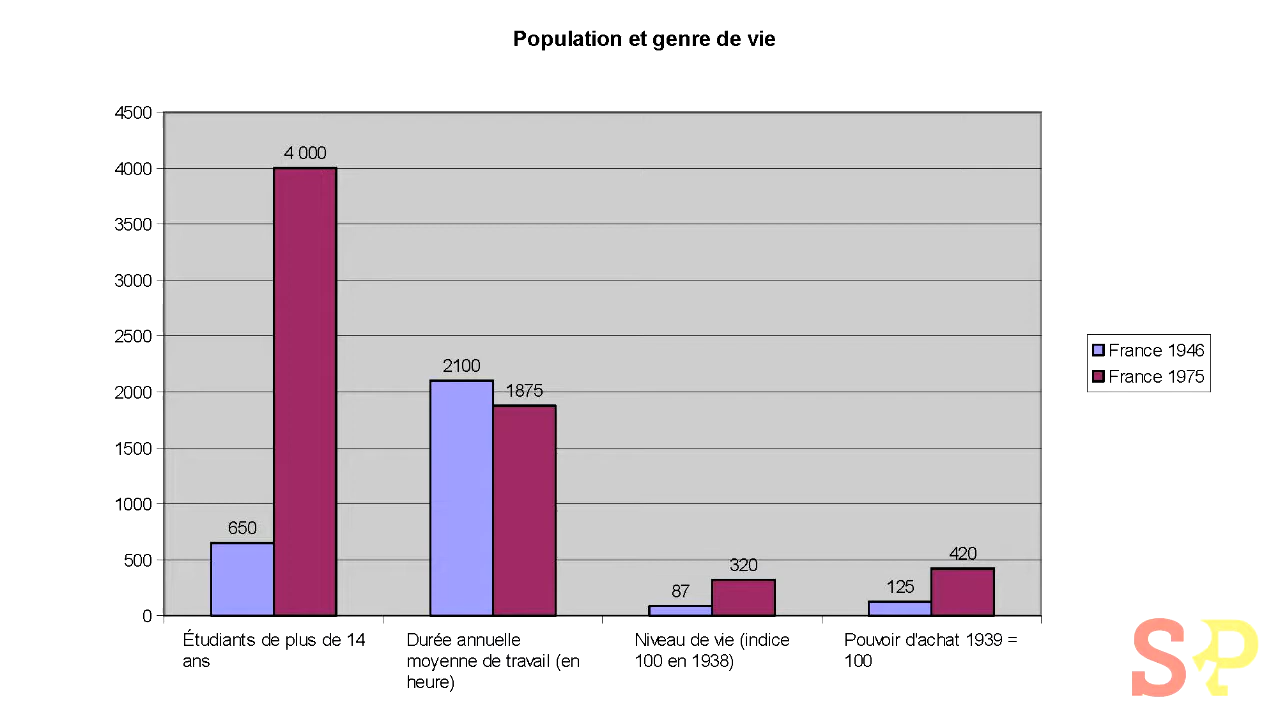 Population et genre de vie
4500
4000
3500
3000
2500
2000
1500
1000
500
0
4 000
650
2100
1875
87
320
125
420
Étudiants de plus de 14
ans
Durée annuelle
moyenne de travail (en
heure)
Niveau de vie (indice
100 en 1938)
Pouvoir d'achat 1939 =
100
France 1946
France 1975
SP